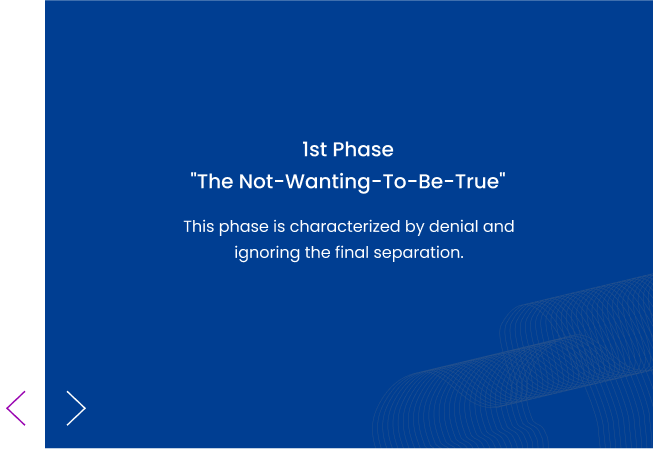 1st Phase
"The Not-Wanting-To-Be-True"
This phase is characterized by denial and
ignoring the final separation.